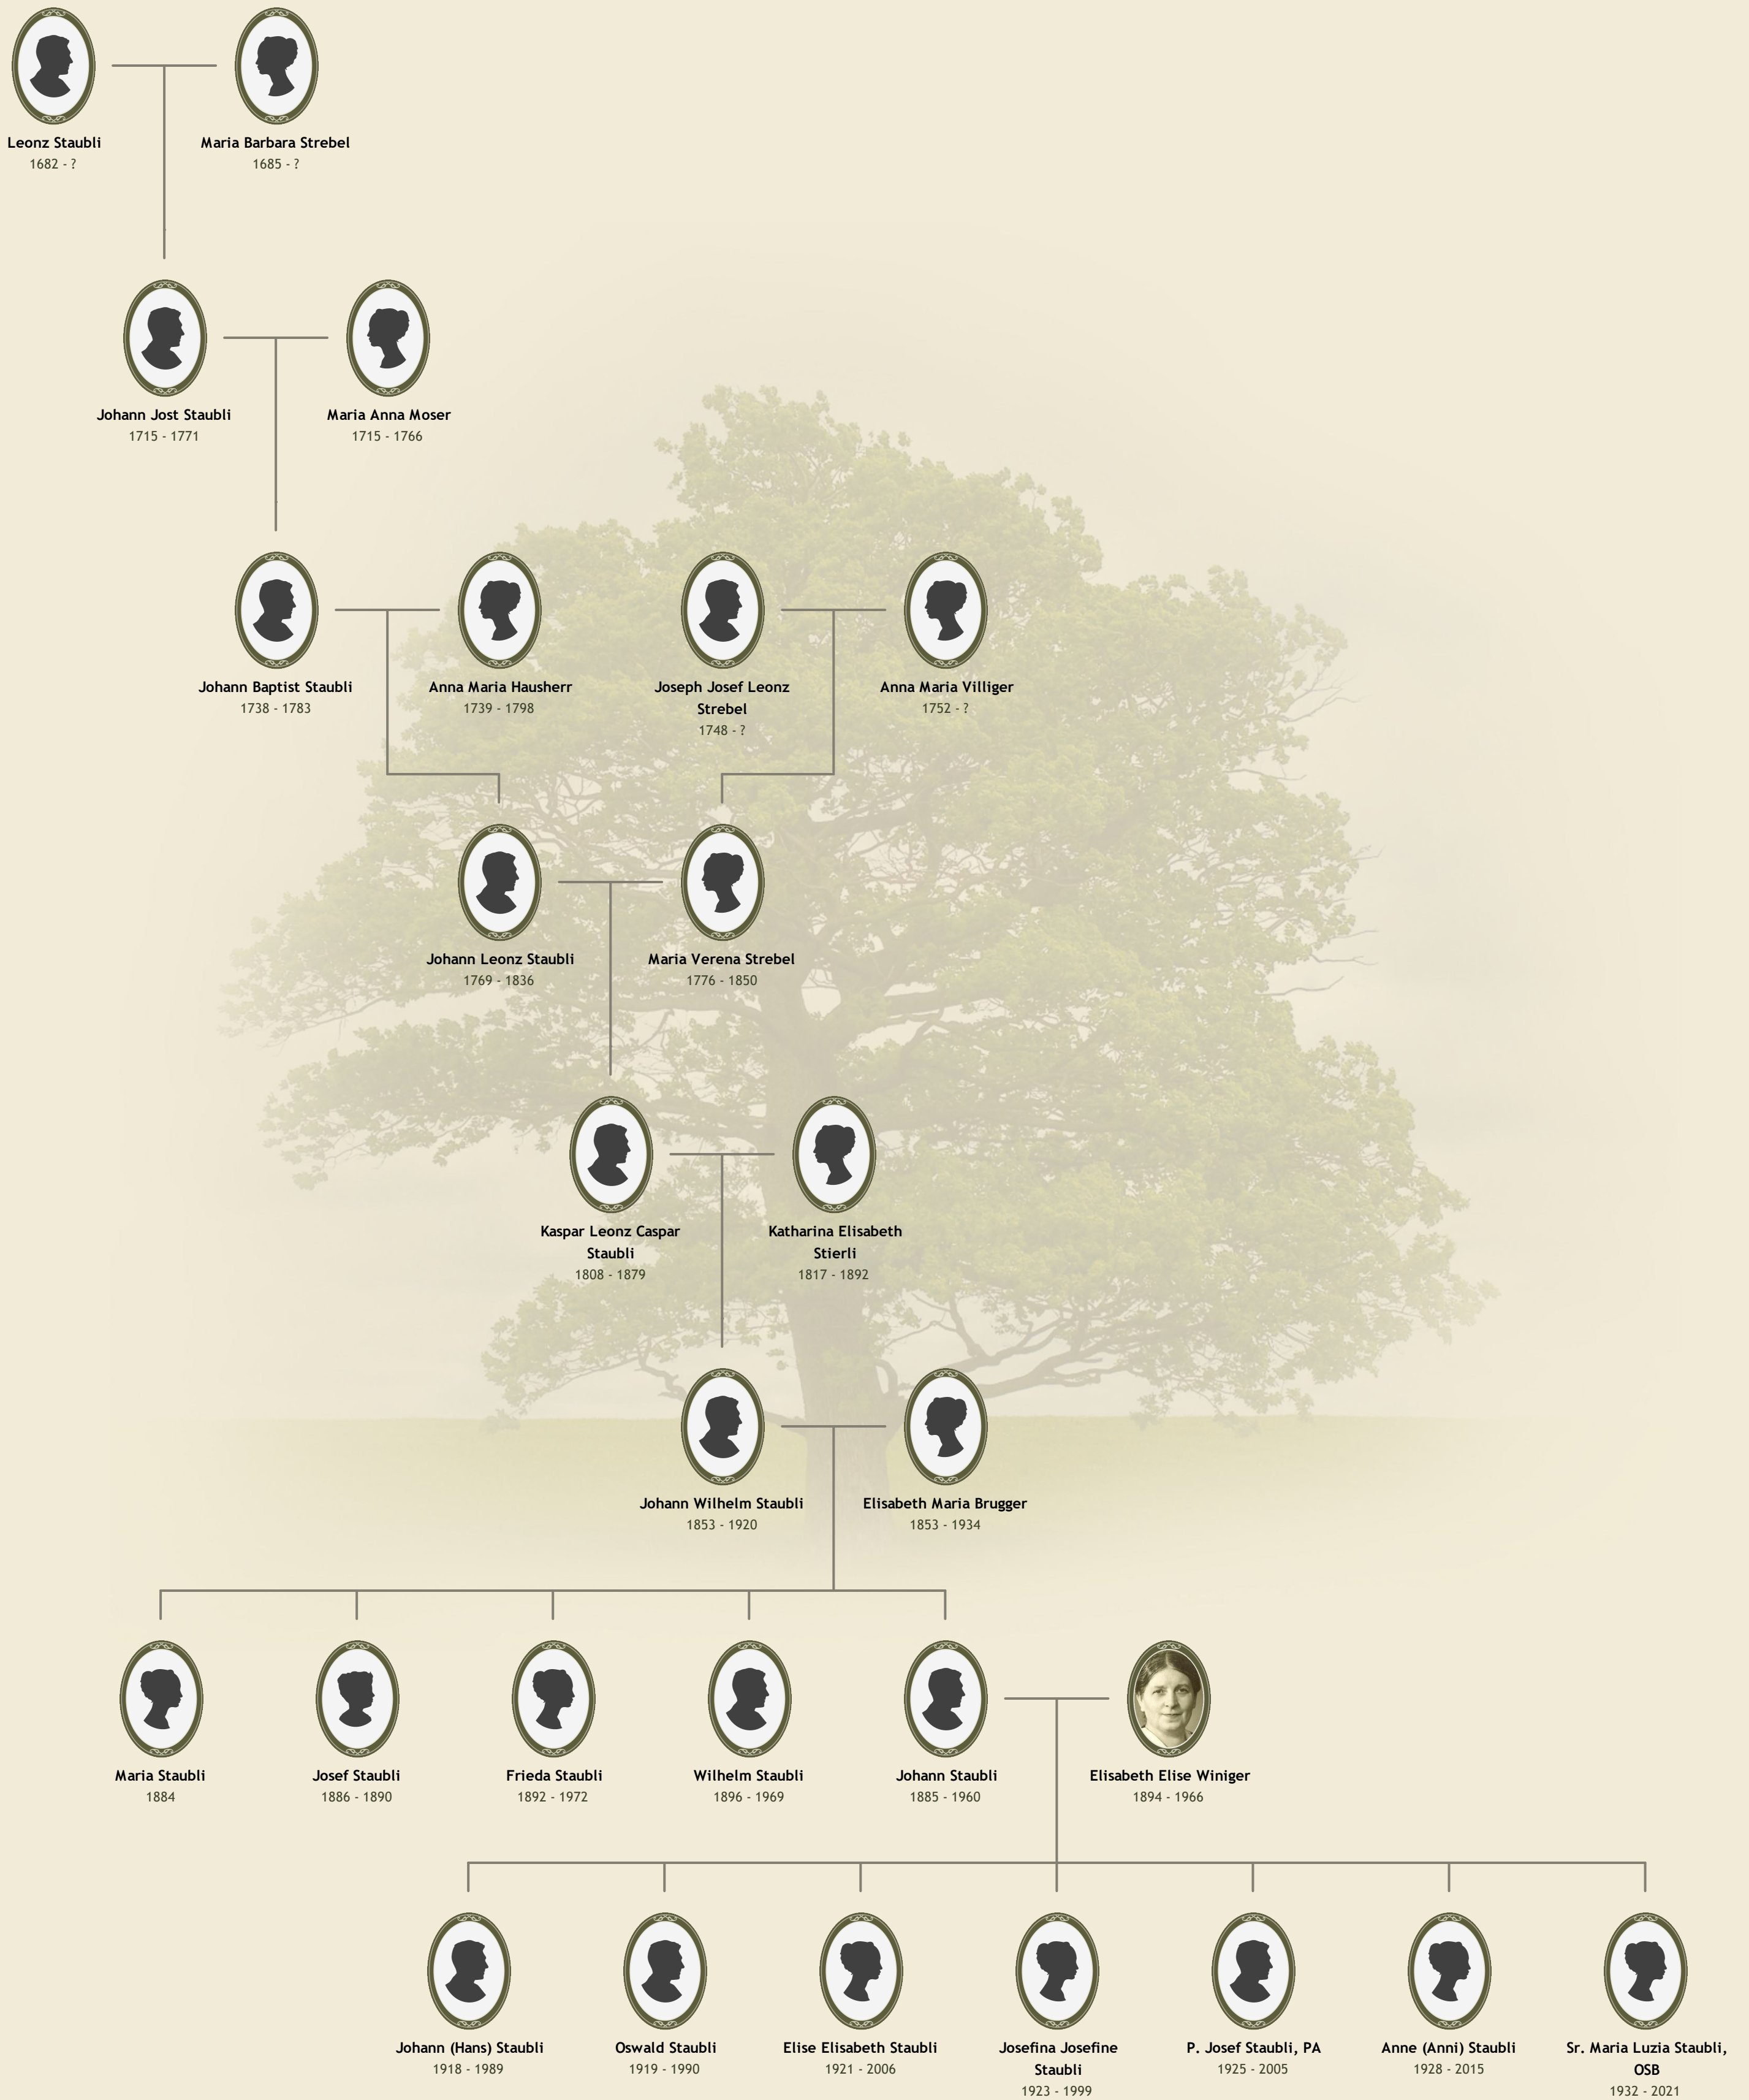 Leonz Staubli
1682 - ?
Maria Barbara Strebel
1685 - ?
Johann Jost Staubli
1715 - 1771
Maria Anna Moser
1715 - 1766
Johann Baptist Staubli
1738 - 1783
Anna Maria Hausherr
1739 - 1798
Joseph Josef Leonz
Strebel
1748 - ?
Anna Maria Villiger
1752 - ?
Johann Leonz Staubli
1769 - 1836
Maria Verena Strebel
1776 - 1850
Kaspar Leonz Caspar
Staubli
1808 - 1879
Katharina Elisabeth
Stierli
1817 - 1892
Johann Wilhelm Staubli
1853 - 1920
Elisabeth Maria Brugger
1853 - 1934
Maria Staubli
1884
Josef Staubli
1886 - 1890
Frieda Staubli
1892 - 1972
Wilhelm Staubli
1896 - 1969
Johann Staubli
1885 - 1960
Elisabeth Elise Winiger
1894 - 1966
Johann (Hans) Staubli
1918 - 1989
Oswald Staubli
1919 - 1990
Elise Elisabeth Staubli
1921 - 2006
Josefina Josefine
Staubli
1923 - 1999
P. Josef Staubli, PA
1925 - 2005
Anne (Anni) Staubli
1928 - 2015
Sr. Maria Luzia Staubli,
OSB
1932 - 2021